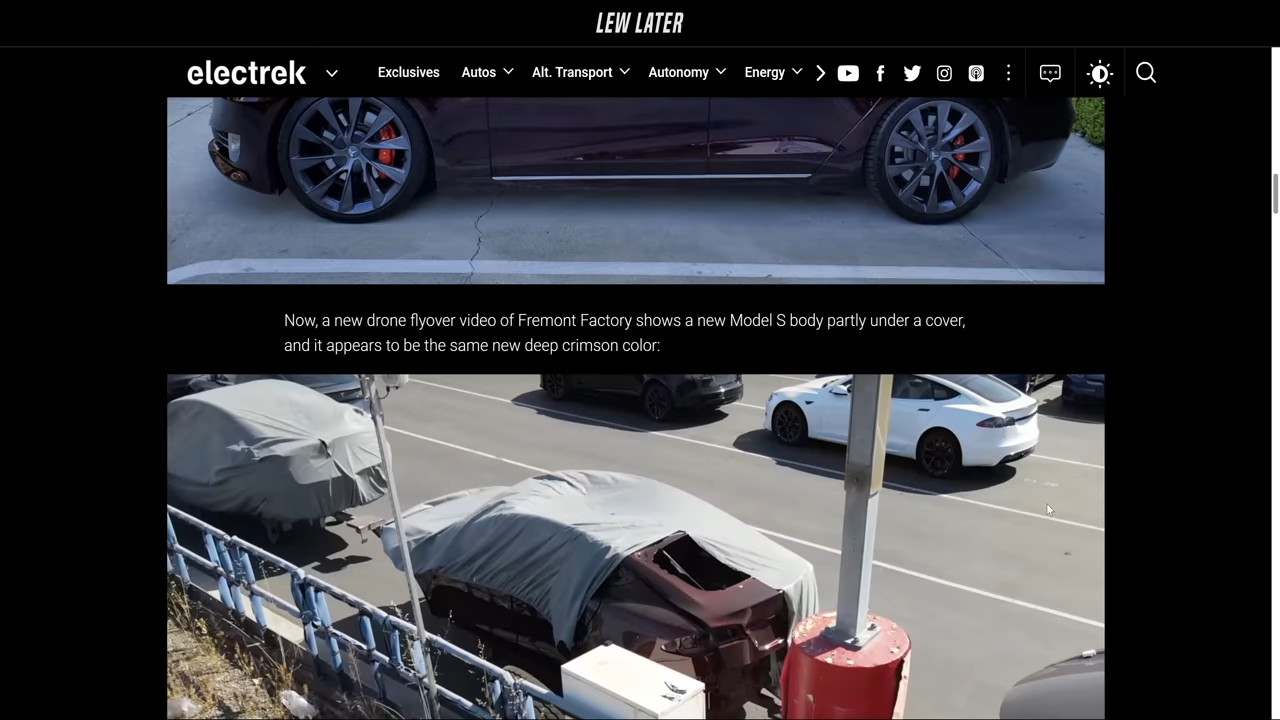 LEW LATER
electrek
Exclusives Autos Alt. Transport Autonomy Energy
Now, a new drone flyover video of Fremont Factory shows a new Model S body partly under a cover,
and it appears to be the same new deep crimson color: